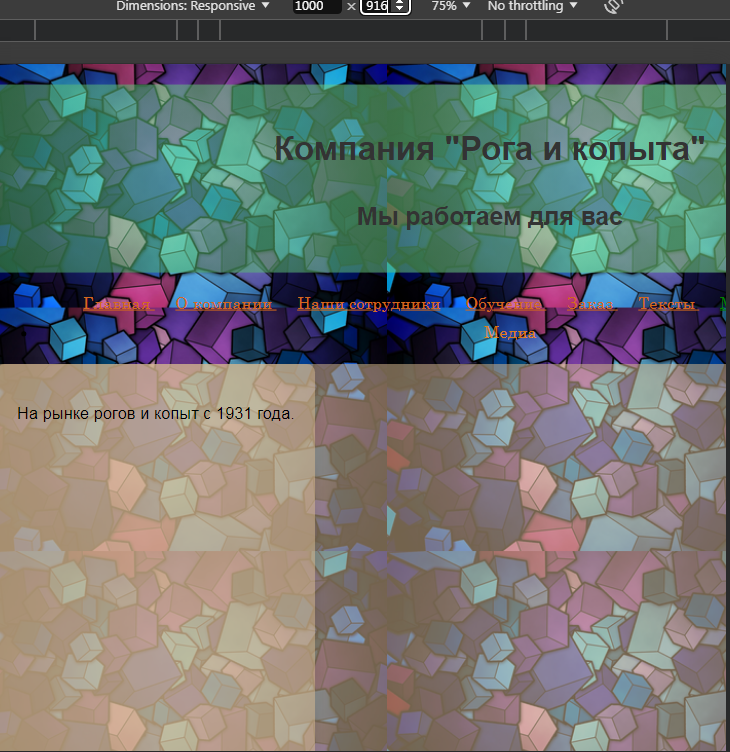 Dimensions: Responsive 1000 × 916 75% No throttling
Компания "Рога и копыта"
Мы работаем для вас
Главная О компании Наши сотрудники Обучение Заказ Тексты
Медиа
На рынке рогов и копыт с 1931 года.